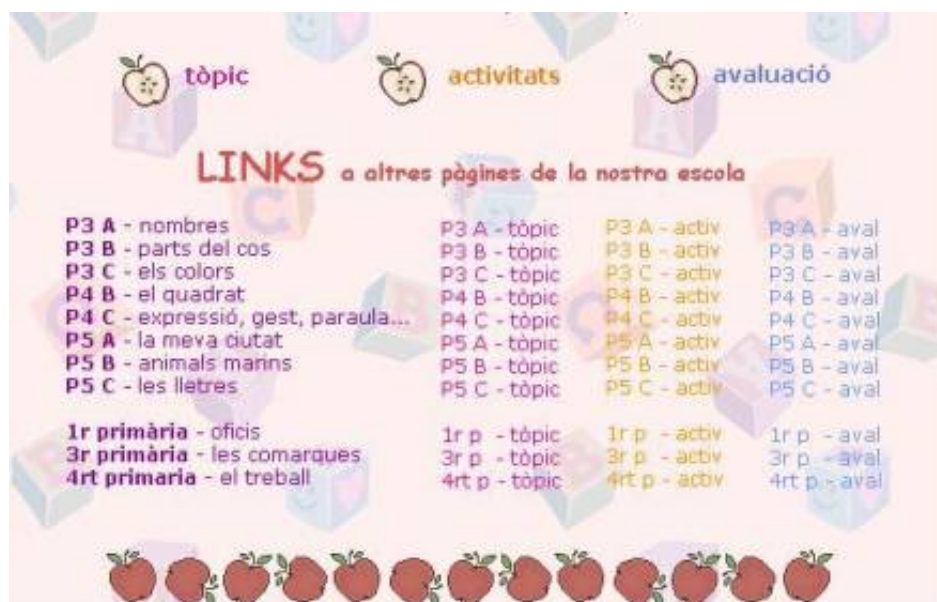 tòpic activitats avaluació
LINKS a altres pàgines de la nostra escola
P3 A - nombres P3 A - tòpic P3 A - activ P3 A - aval
P3 B - parts del cos P3 B - tòpic P3 B - activ P3 B - aval
P3 C - els colors P3 C - tòpic P3 C - activ P3 C - aval
P4 B - el quadrat P4 B - tòpic P4 B - activ P4 B - aval
P4 C - expressió, gest, paraula... P4 C - tòpic P4 C - activ P4 C - aval
P5 A - la meva ciutat P5 A - tòpic P5 A - activ P5 A - aval
P5 B - animals marins P5 B - tòpic P5 B - activ P5 B - aval
P5 C - les lletres P5 C - tòpic P5 C - activ P5 C - aval
1r primària - oficis 1r p - tòpic 1r p - activ 1r p - aval
3r primària - les comarques 3r p - tòpic 3r p - activ 3r p - aval
4rt primaria - el treball 4rt p - tòpic 4rt p - activ 4rt p - aval